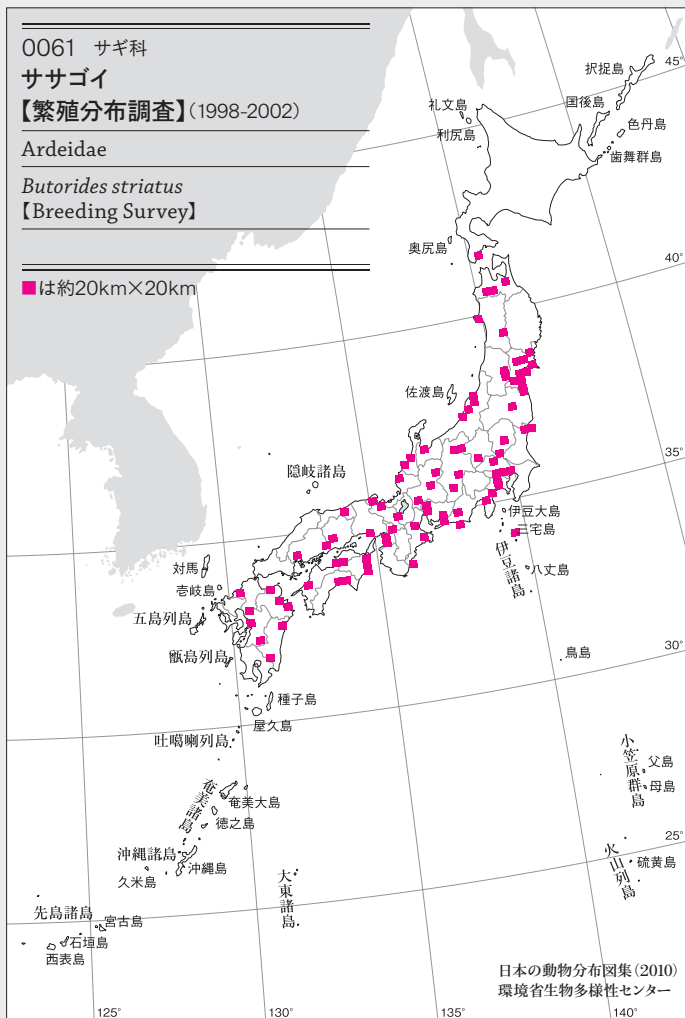 0061 サギ科
ササゴイ
【繁殖分布調査】(1998-2002)
Ardeidae
Butorides striatus
【Breeding Survey】
■は約20km×20km
択捉島
45°
礼文島
国後島
色丹島
利尻島
歯舞群島
奥尻島
40°
佐渡島
35°
隠岐諸島
伊豆大島
三宅島
対馬
八丈島
伊豆諸島
壱岐島
五島列島
30°
鳥島
甑島列島
種子島
屋久島
吐噶喇列島
小笠原群島
父島
母島
奄美諸島
奄美大島
徳之島
25°
沖縄諸島
沖縄島
火山列島
硫黄島
久米島
大東諸島
先島諸島
宮古島
石垣島
西表島
日本の動物分布図集(2010)
環境省生物多様性センター
125°
130°
135°
140°